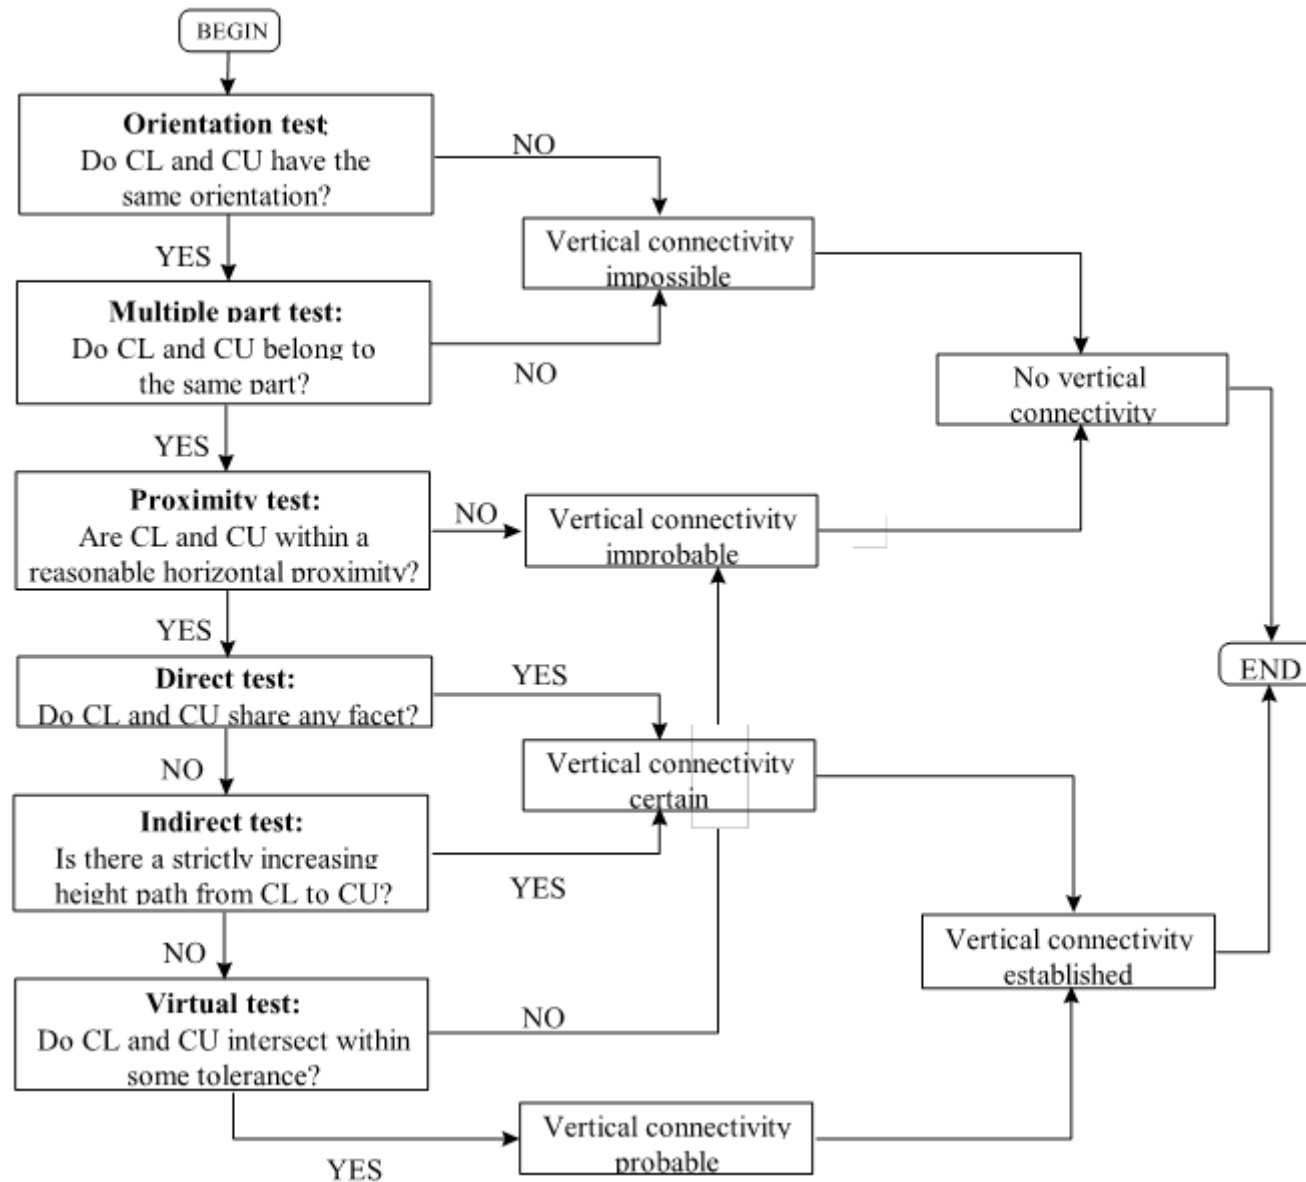 BEGIN
Orientation test:
Do CL and CU have the
same orientation?
NO
Vertical connectivity
impossible
YES
Multiple part test:
Do CL and CU belong to
the same part?
NO
No vertical
connectivity
YES
Proximity test:
Are CL and CU within a
reasonable horizontal proximity?
NO
Vertical connectivity
improbable
YES
Direct test:
Do CL and CU share any facet?
YES
END
Vertical connectivity
certain
NO
Indirect test:
Is there a strictly increasing
height path from CL to CU?
YES
Vertical connectivity
established
NO
Virtual test:
Do CL and CU intersect within
some tolerance?
NO
YES
Vertical connectivity
probable